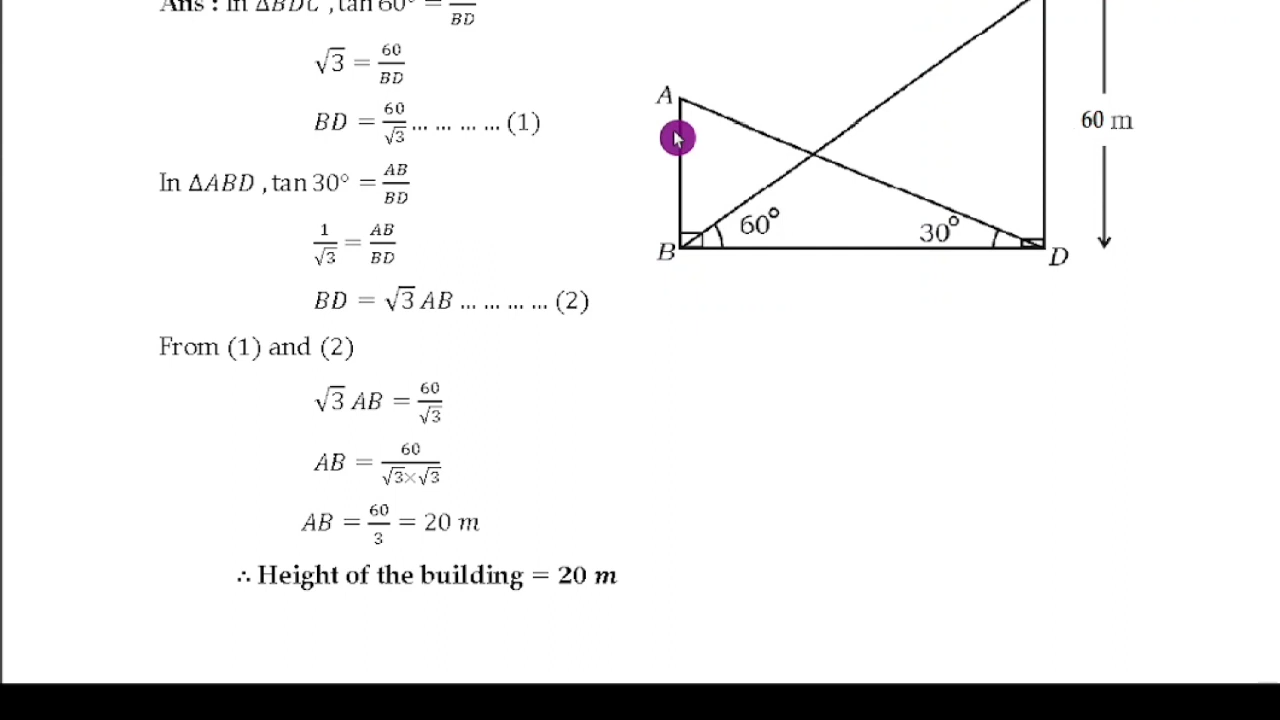 Ans : In ΔBDC , tan 60° = — BD
√3 = 60/BD
BD = 60/√3 … … … … (1)
In ΔABD , tan 30° = AB/BD
1/√3 = AB/BD
BD = √3 AB … … … … (2)
From (1) and (2)
√3 AB = 60/√3
AB = 60/(√3×√3)
AB = 60/3 = 20 m
∴ Height of the building = 20 m
A
60 m
60°
30°
B
D